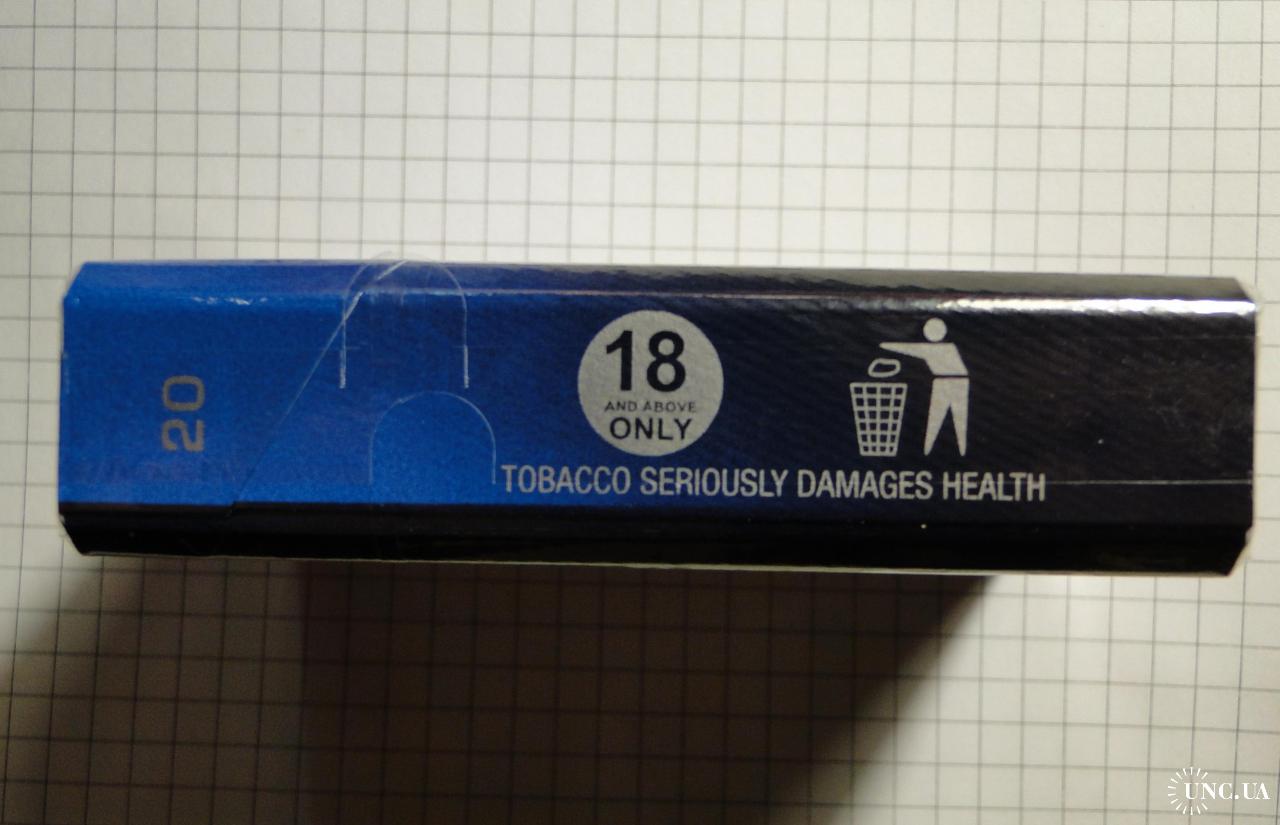 20
18
AND ABOVE
ONLY
TOBACCO SERIOUSLY DAMAGES HEALTH
UNC.UA